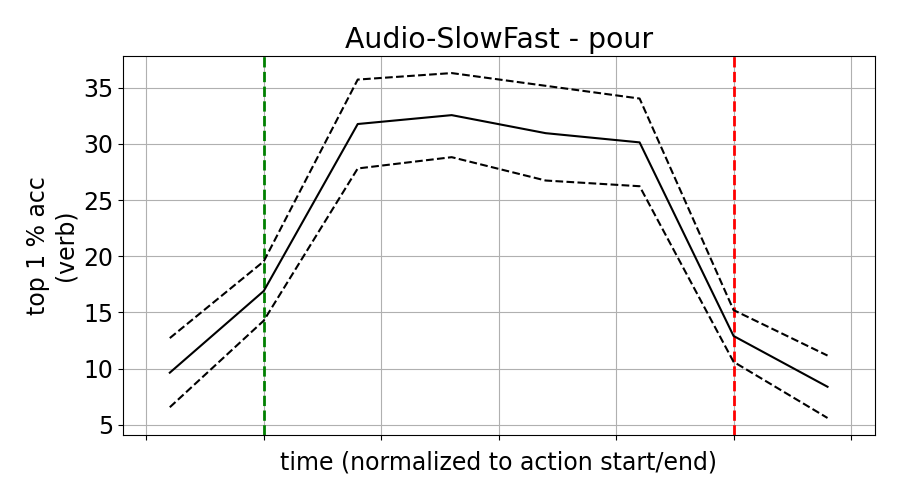 Audio-SlowFast - pour
35
30
25
20
15
10
5
top 1 % acc
(verb)
time (normalized to action start/end)